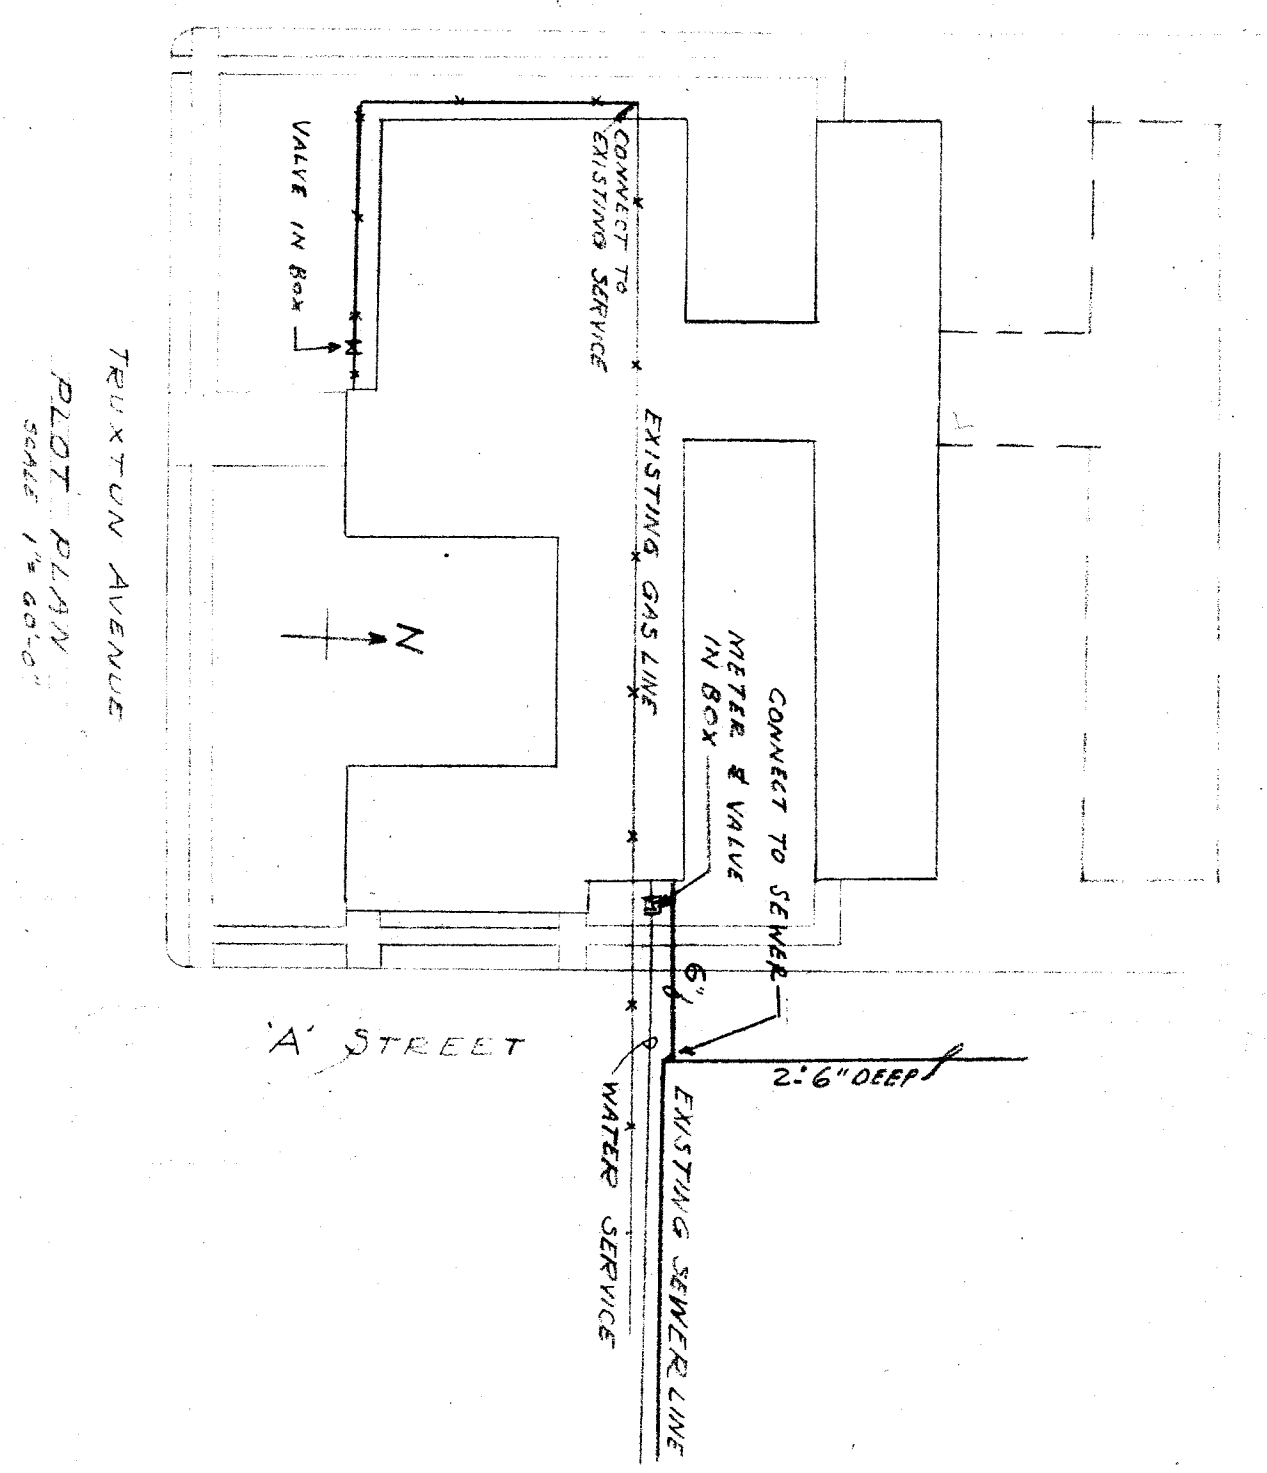 CONNECT TO
EXISTING SERVICE
VALVE IN BOX
EXISTING GAS LINE
N
METER & VALVE
IN BOX
CONNECT TO SEWER
6"
2'-6" DEEP
EXISTING SEWER LINE
WATER SERVICE
'A' STREET
TRUXTUN AVENUE
PLOT PLAN
SCALE 1"= 60'-0"